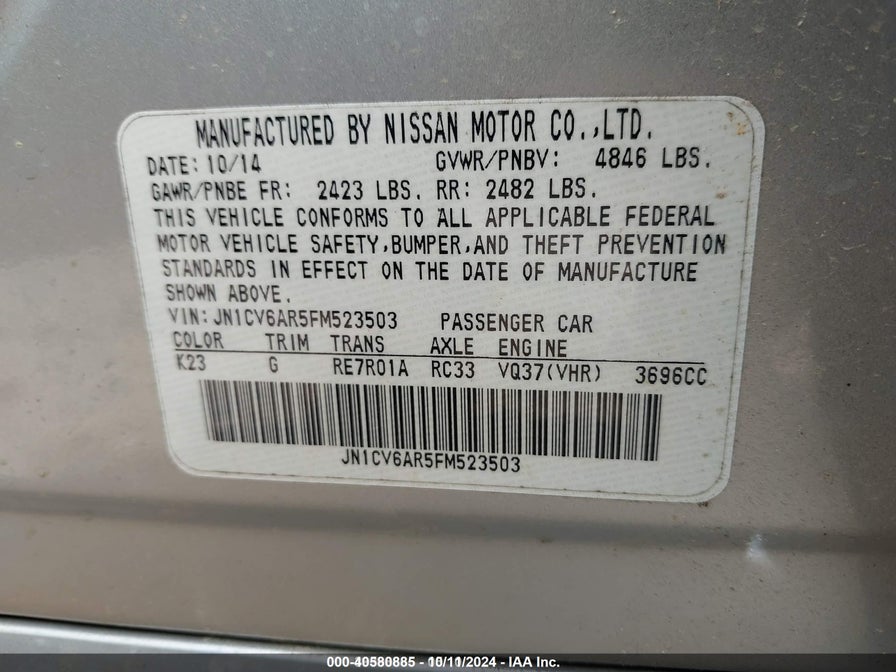 MANUFACTURED BY NISSAN MOTOR CO.,LTD.
DATE: 10/14 GVWR/PNBV: 4846 LBS.
GAWR/PNBE FR: 2423 LBS. RR: 2482 LBS.
THIS VEHICLE CONFORMS TO ALL APPLICABLE FEDERAL
MOTOR VEHICLE SAFETY,BUMPER,AND THEFT PREVENTION
STANDARDS IN EFFECT ON THE DATE OF MANUFACTURE
SHOWN ABOVE.
VIN:JN1CV6AR5FM523503 PASSENGER CAR
COLOR TRIM TRANS AXLE ENGINE
K23 G RE7R01A RC33 VQ37(VHR) 3696CC
JN1CV6AR5FM523503
000-40580885 - 10/11/2024 - IAA Inc.